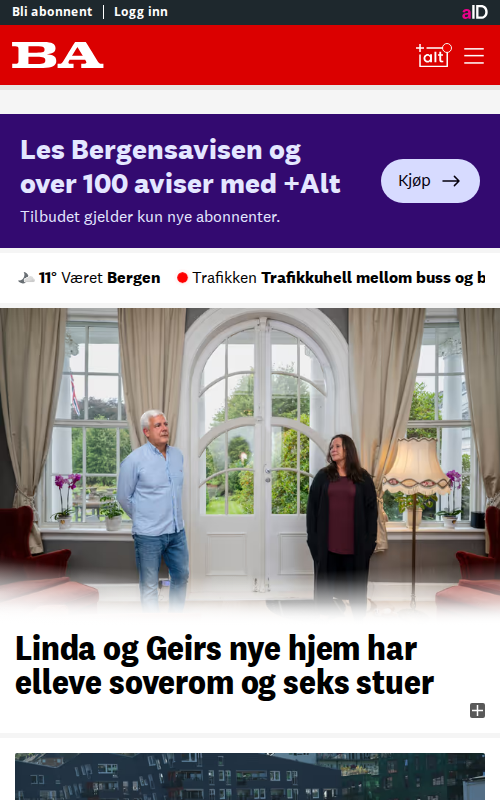 Bli abonnent | Logg inn
aID
BA
+alt
Les Bergensavisen og
over 100 aviser med +Alt
Tilbudet gjelder kun nye abonnenter.
Kjøp →
11° Været Bergen
Trafikken Trafikkuhell mellom buss og b
Linda og Geirs nye hjem har
elleve soverom og seks stuer